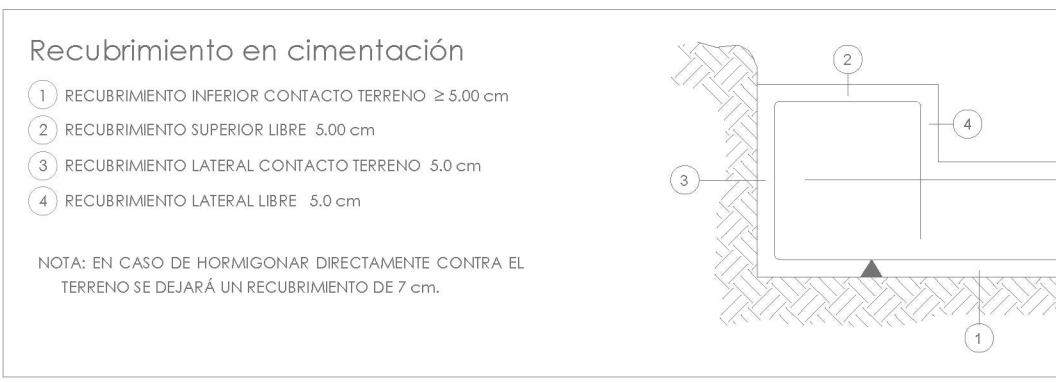 Recubrimiento en cimentación
1 RECUBRIMIENTO INFERIOR CONTACTO TERRENO ≥ 5.00 cm
2 RECUBRIMIENTO SUPERIOR LIBRE 5.00 cm
3 RECUBRIMIENTO LATERAL CONTACTO TERRENO 5.0 cm
4 RECUBRIMIENTO LATERAL LIBRE 5.0 cm
NOTA: EN CASO DE HORMIGONAR DIRECTAMENTE CONTRA EL
TERRENO SE DEJARÁ UN RECUBRIMIENTO DE 7 cm.
2
4
3
1